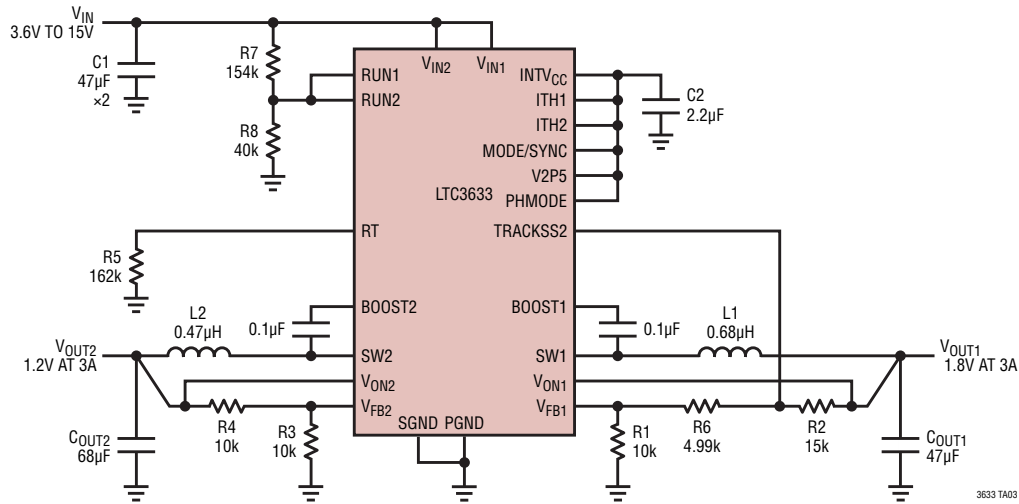 VIN
3.6V TO 15V
C1
47µF
×2
R7
154k
R8
40k
RUN1
RUN2
VIN2
VIN1
INTVCC
ITH1
ITH2
MODE/SYNC
V2P5
PHMODE
LTC3633
C2
2.2µF
RT
TRACKSS2
R5
162k
BOOST2
BOOST1
L2
0.47µH
0.1µF
0.1µF
L1
0.68µH
VOUT2
1.2V AT 3A
SW2
SW1
VOUT1
1.8V AT 3A
VON2
VON1
VFB2
VFB1
SGND PGND
R4
10k
R3
10k
R1
10k
R6
4.99k
R2
15k
COUT2
68µF
COUT1
47µF
3633 TA03